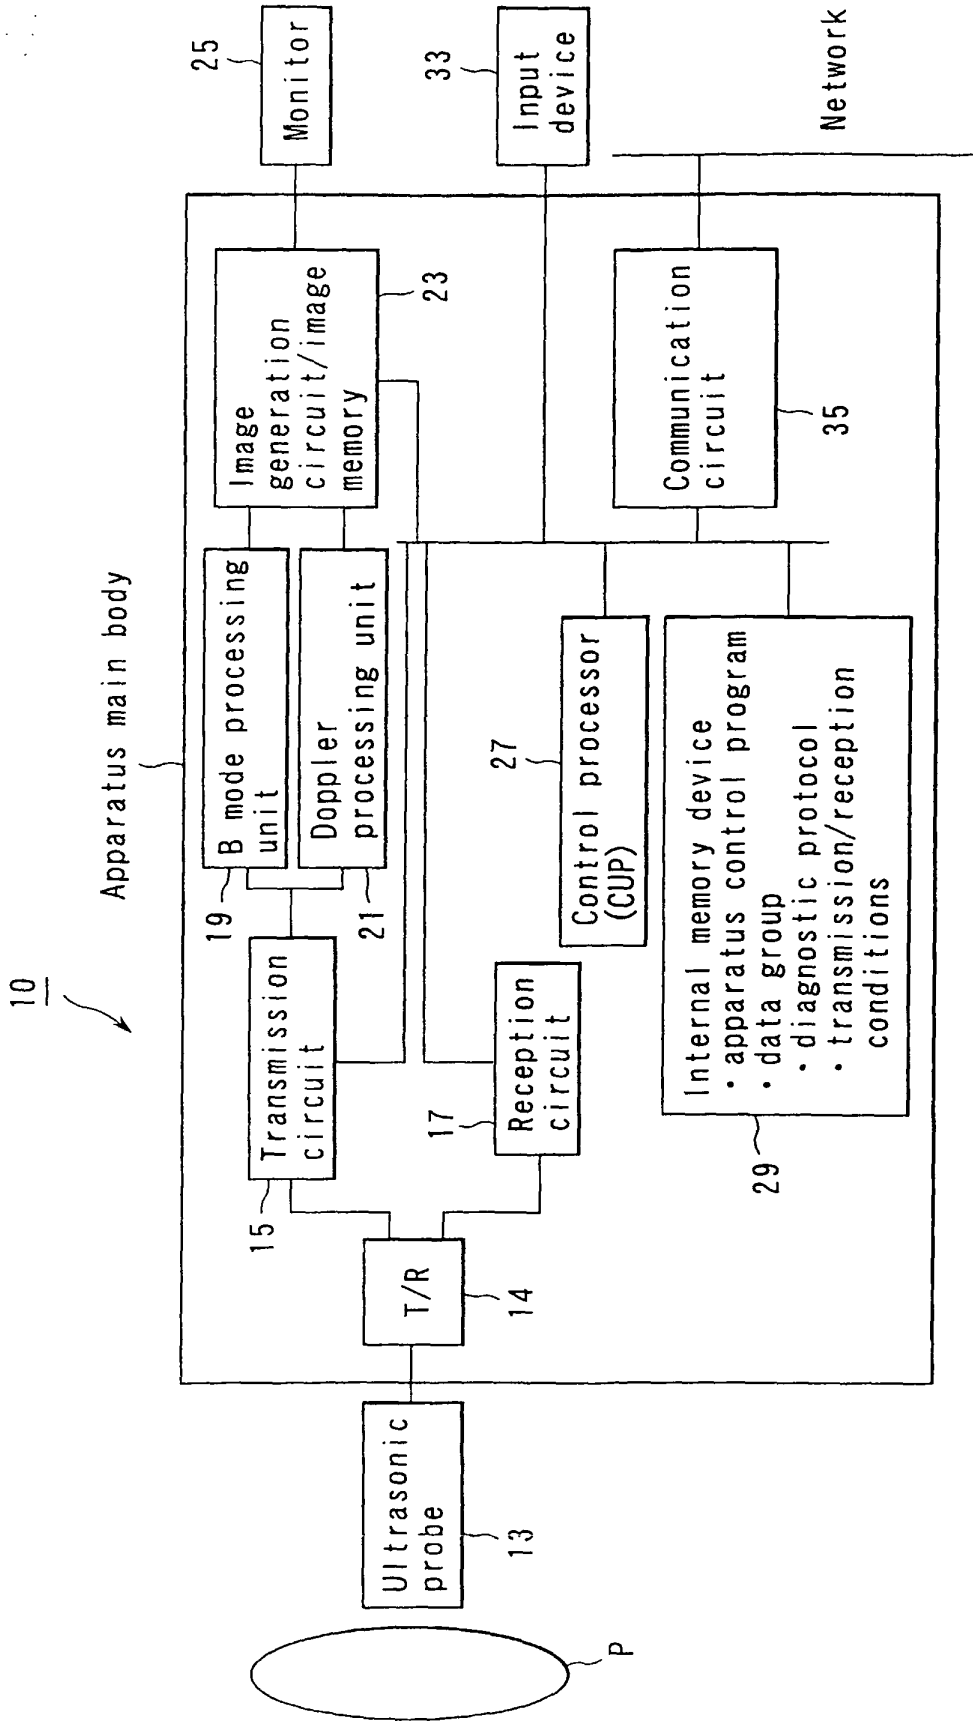 10
Apparatus main body
19
B mode processing
unit
Image
generation
circuit/image
memory
23
25
Monitor
15
Transmission
circuit
21
Doppler
processing unit
T/R
14
Ultrasonic
probe
13
P
17
Reception
circuit
27
Control processor
(CUP)
33
Input
device
Communication
circuit
35
Network
29
Internal memory device
・apparatus control program
・data group
・diagnostic protocol
・transmission/reception
conditions